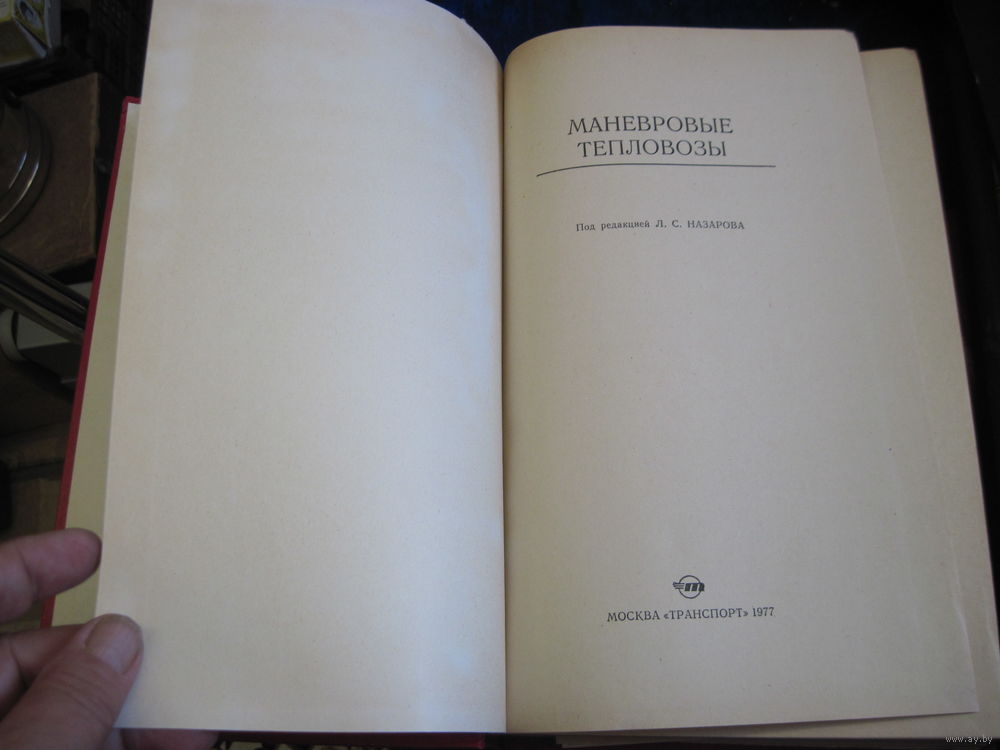 МАНЕВРОВЫЕ
ТЕПЛОВОЗЫ
Под редакцией Л. С. НАЗАРОВА
т
МОСКВА «ТРАНСПОРТ» 1977
www.ay.by